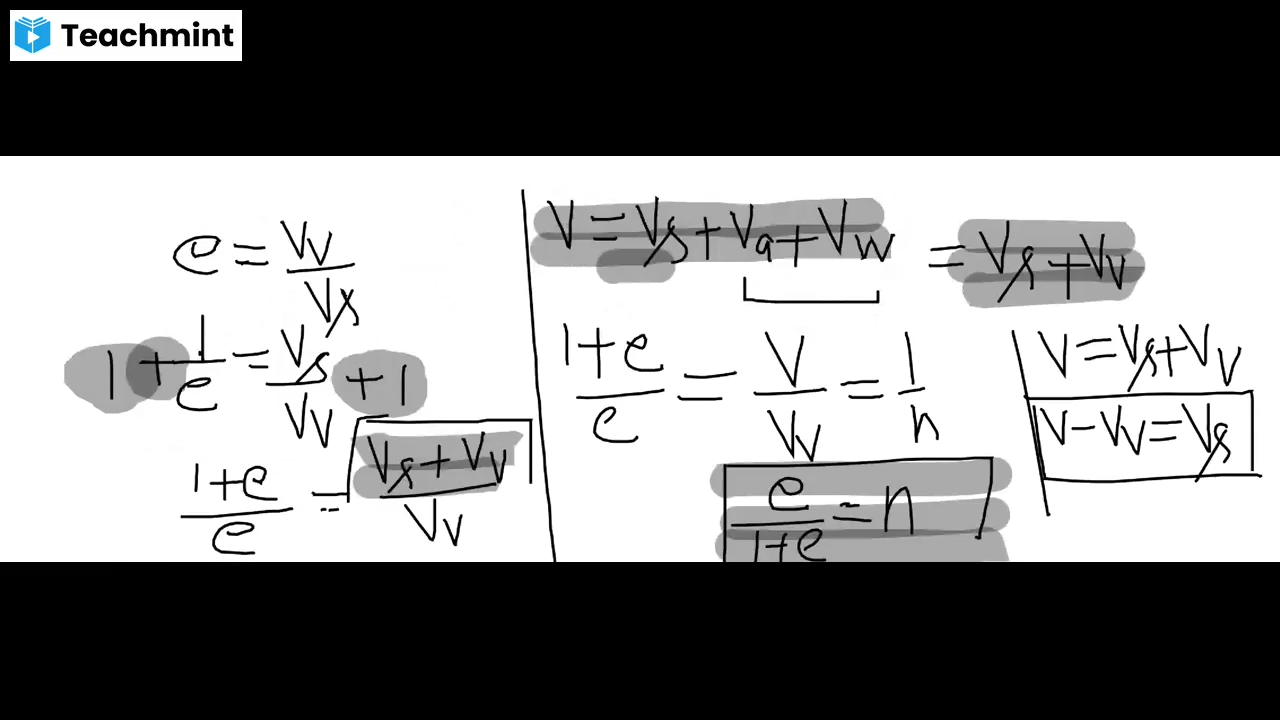 Teachmint
e = Vv/Vs
1 + 1/e = Vs/Vv + 1
1+e/e = Vs + Vv/Vv
V = Vs + Va + Vw = Vs + Vv
1+e/e = V/Vv = 1/n
e/1+e = n
V = Vs + Vv
V - Vv = Vs